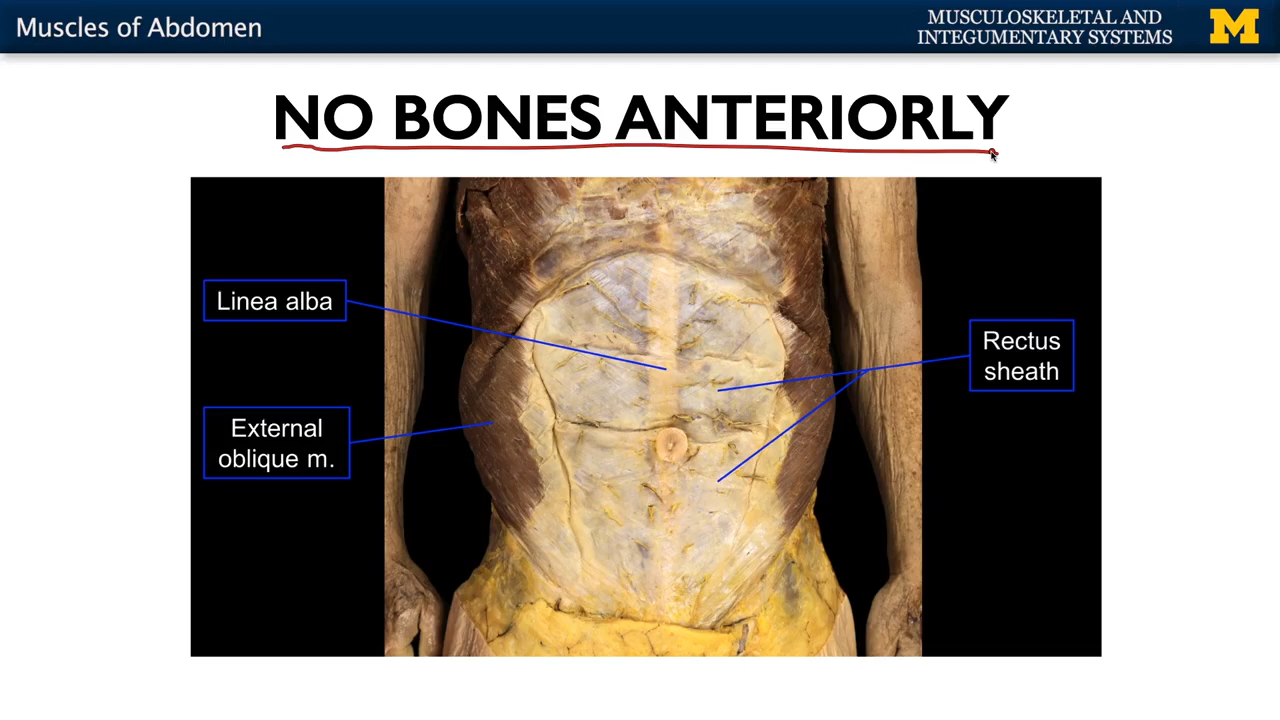 Muscles of Abdomen
MUSCULOSKELETAL AND
INTEGUMENTARY SYSTEMS
M
NO BONES ANTERIORLY
Linea alba
External
oblique m.
Rectus
sheath